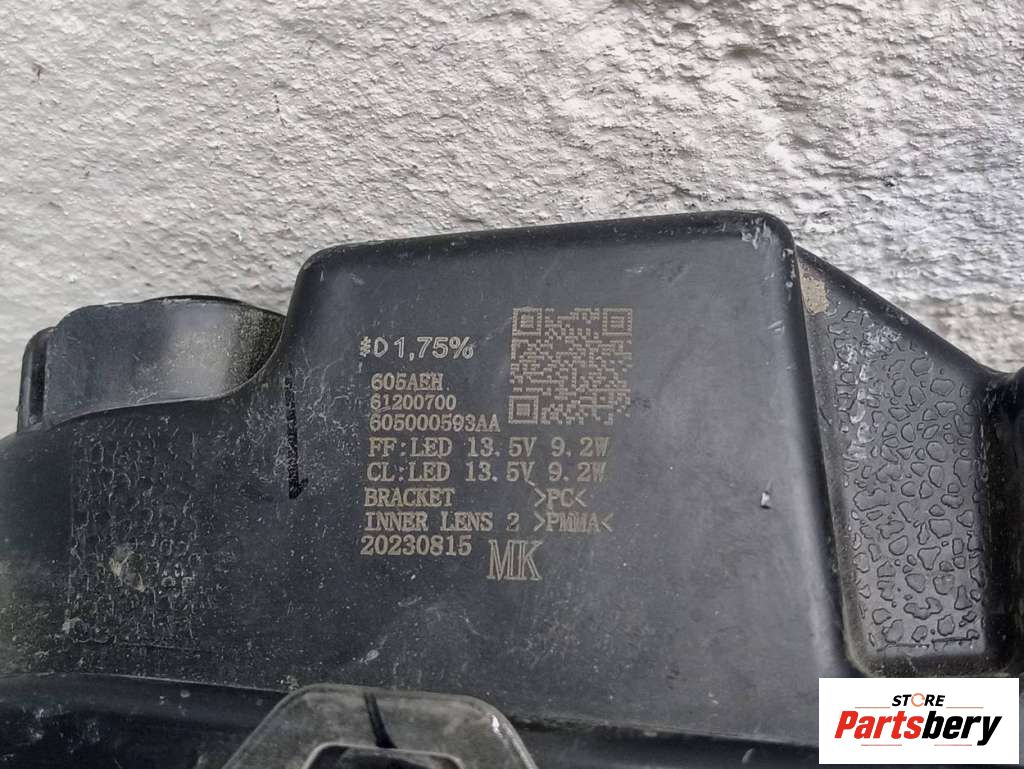 D 1,75%
605AEH
61200700
605000593AA
FF:LED 13.5V 9.2W
CL:LED 13.5V 9.2W
BRACKET >PC<
INNER LENS 2 >PMMA<
20230815 MK
STORE
Partsbery